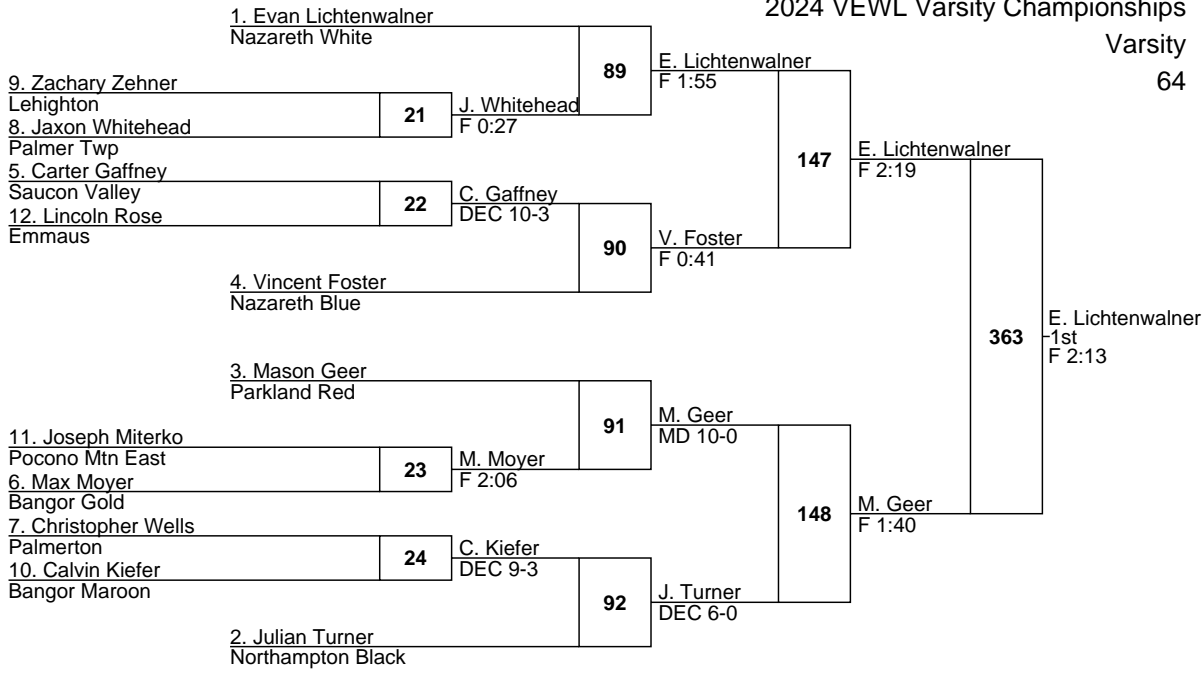 2024 VEWL Varsity Championships
Varsity
64
1. Evan Lichtenwalner
Nazareth White
89
E. Lichtenwalner
F 1:55
9. Zachary Zehner
Lehighton
21
J. Whitehead
F 0:27
8. Jaxon Whitehead
Palmer Twp
147
E. Lichtenwalner
F 2:19
5. Carter Gaffney
Saucon Valley
22
C. Gaffney
DEC 10-3
12. Lincoln Rose
Emmaus
90
V. Foster
F 0:41
4. Vincent Foster
Nazareth Blue
363
E. Lichtenwalner
1st
F 2:13
3. Mason Geer
Parkland Red
91
M. Geer
MD 10-0
11. Joseph Miterko
Pocono Mtn East
23
M. Moyer
F 2:06
6. Max Moyer
Bangor Gold
148
M. Geer
F 1:40
7. Christopher Wells
Palmerton
24
C. Kiefer
DEC 9-3
10. Calvin Kiefer
Bangor Maroon
92
J. Turner
DEC 6-0
2. Julian Turner
Northampton Black